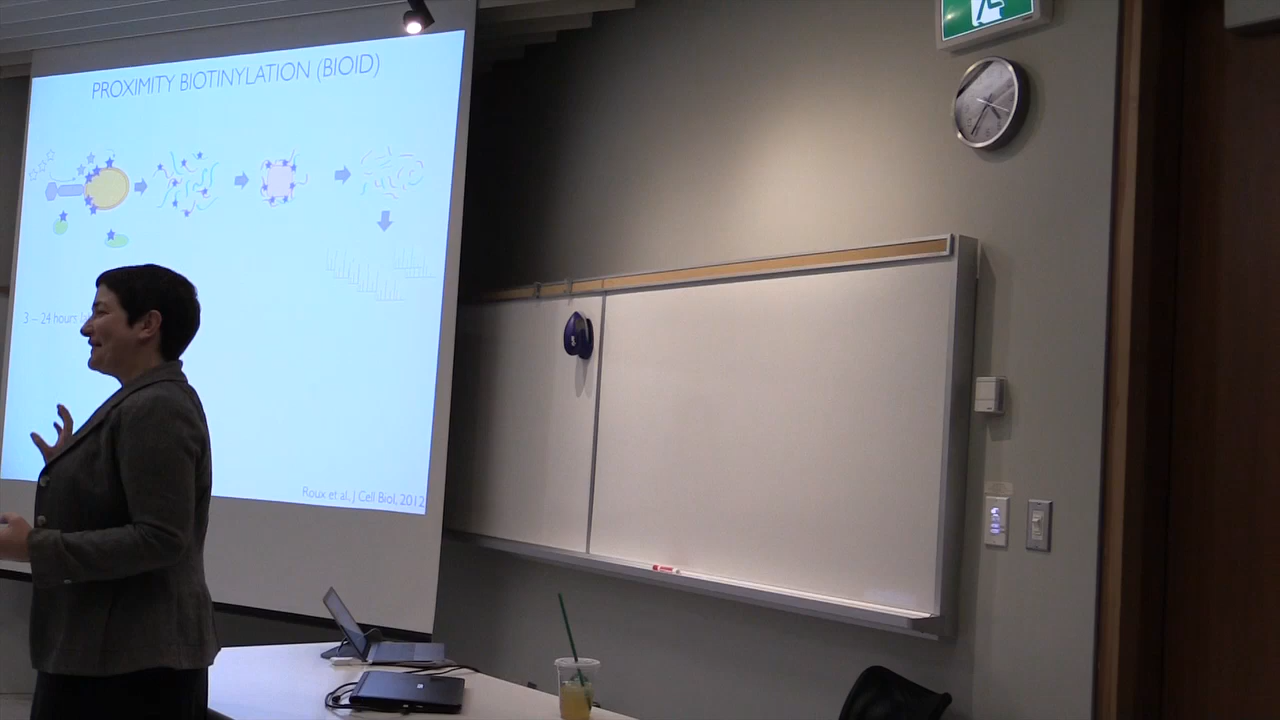 PROXIMITY BIOTINYLATION (BIOID)
3 – 24 hours
Roux et al., J Cell Biol, 2012